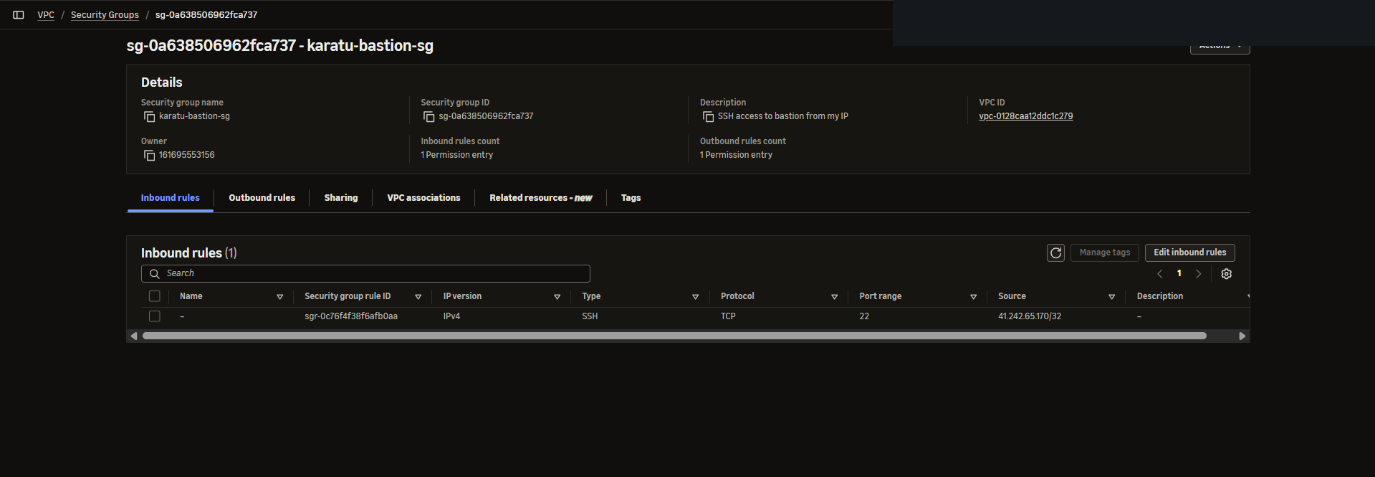 VPC / Security Groups / sg-0a638506962fca737
sg-0a638506962fca737 - karatu-bastion-sg
Actions
Details
Security group name
karatu-bastion-sg
Security group ID
sg-0a638506962fca737
Description
SSH access to bastion from my IP
VPC ID
vpc-0128caa12ddc1c279
Owner
161695553156
Inbound rules count
1 Permission entry
Outbound rules count
1 Permission entry
Inbound rules Outbound rules Sharing VPC associations Related resources - new Tags
Inbound rules (1)
Manage tags Edit inbound rules
Search
1
Name Security group rule ID IP version Type Protocol Port range Source Description
– sgr-0c76f4f38f6afb0aa IPv4 SSH TCP 22 41.242.65.170/32 –